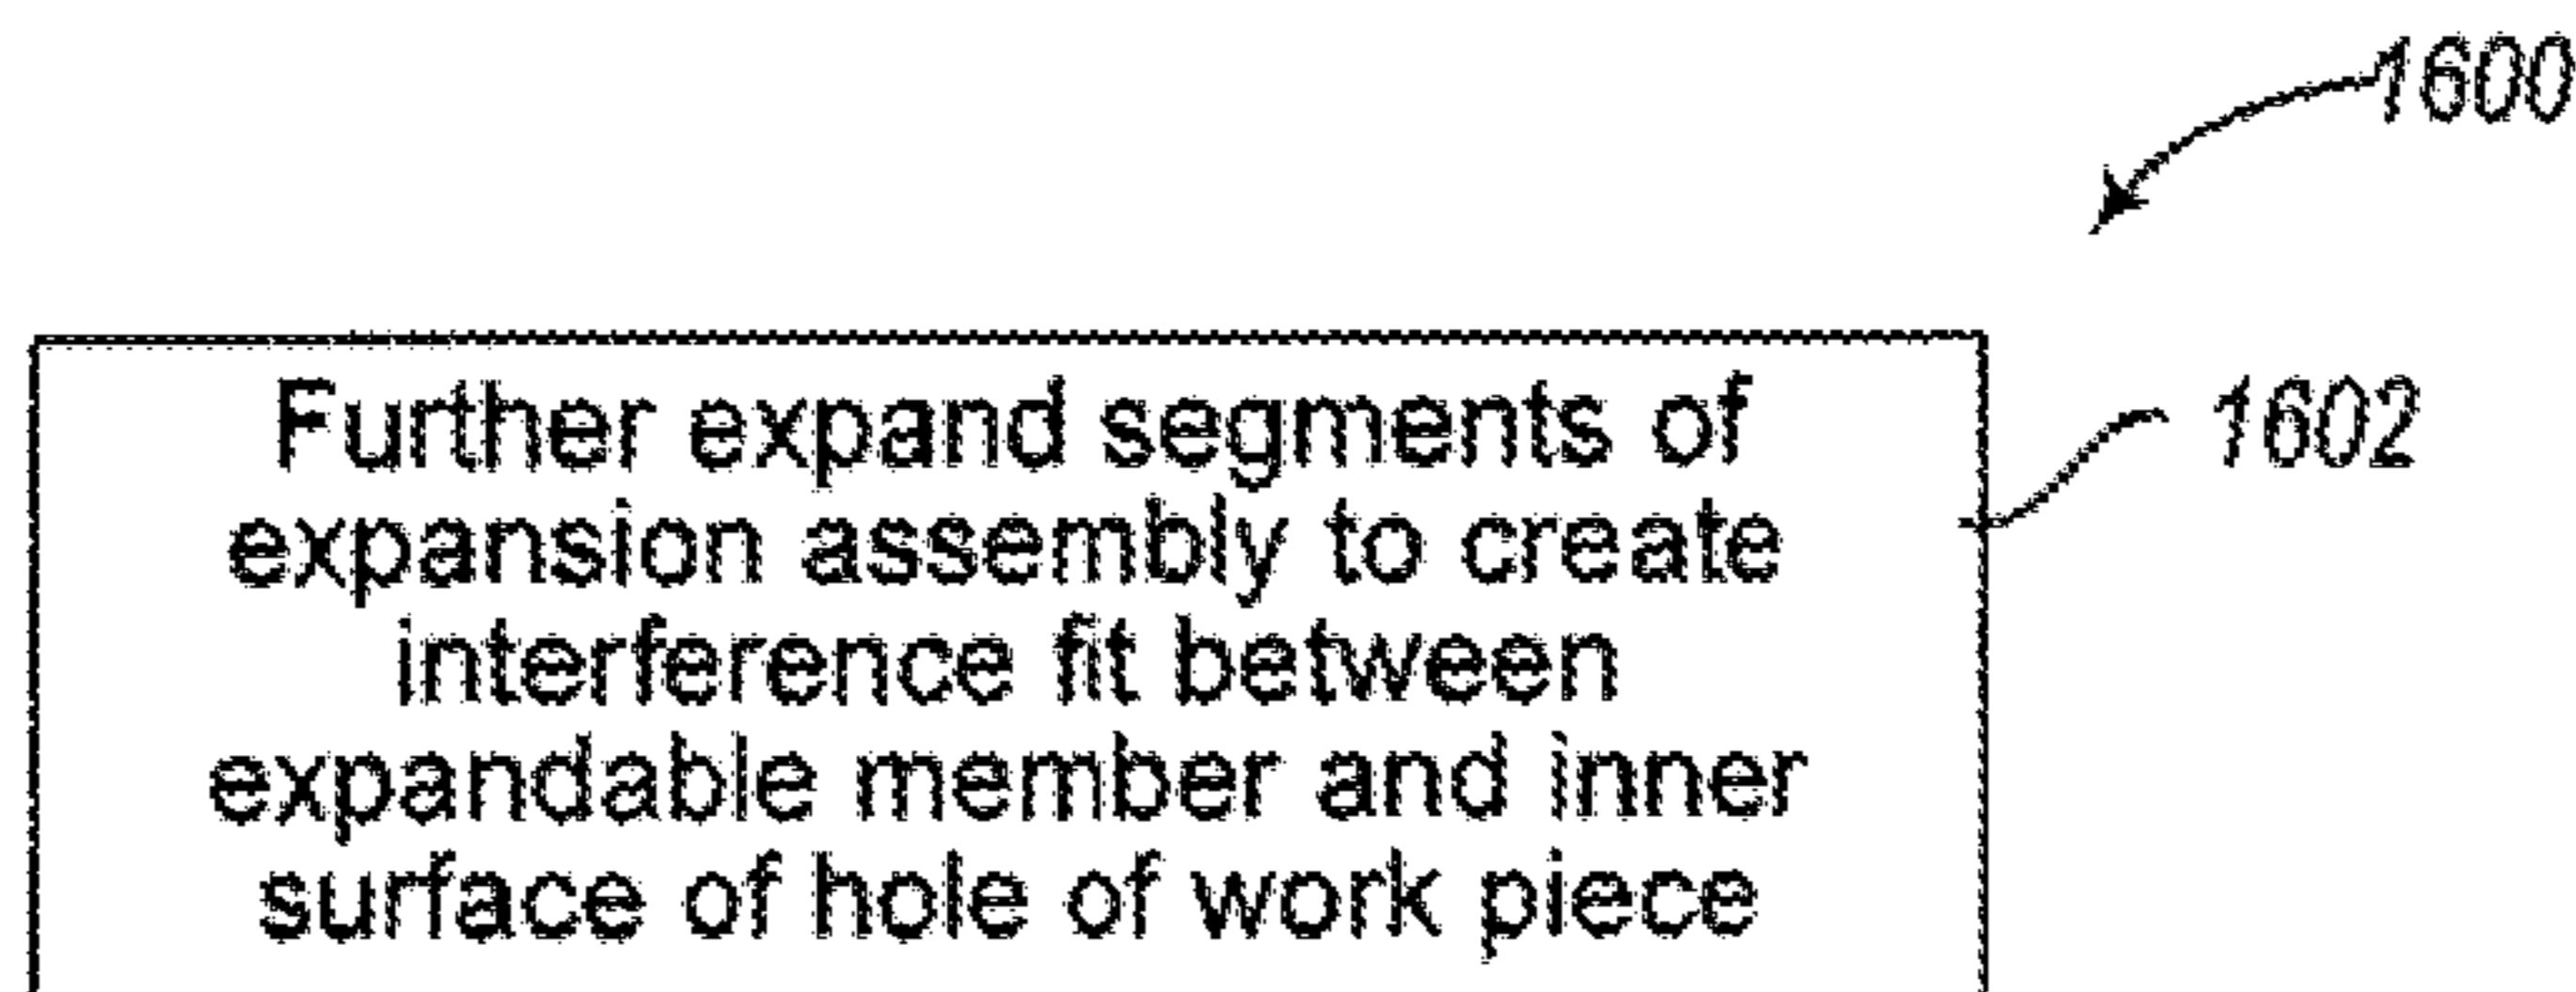 1600
Further expand segments of
1602
expansion assembly to create
interference fit between
expandable member and inner
surface of hole of work piece